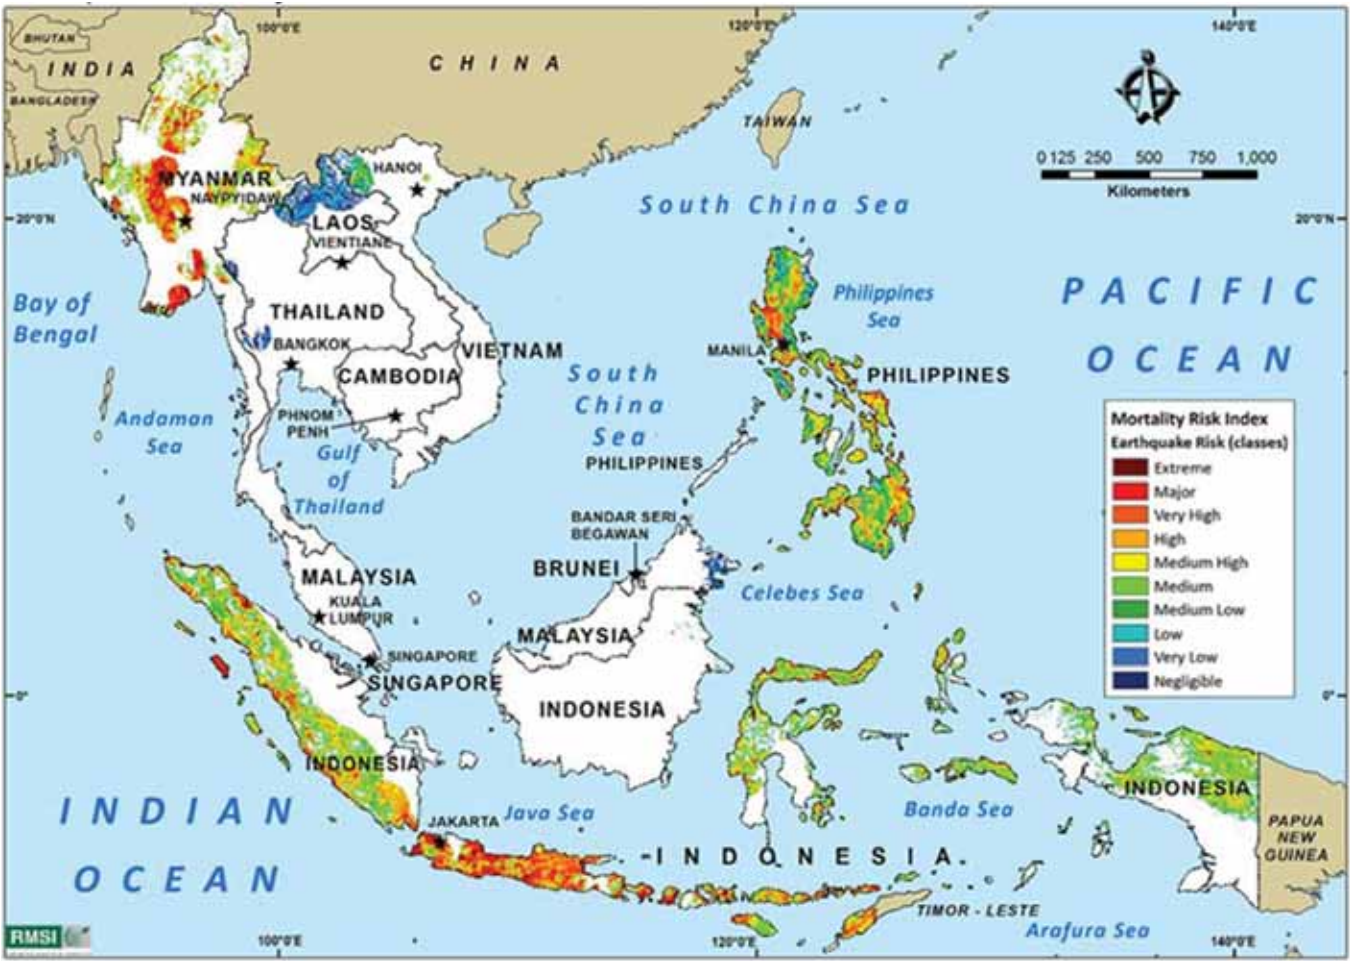 100°0'E
120°0'E
140°0'E
BHUTAN
INDIA
CHINA
BANGLADESH
TAIWAN
0 125 250 500 750 1,000
Kilometers
HANOI
MYANMAR
NAYPYIDAW
20°0'N
20°0'N
LAOS
VIENTIANE
South China Sea
Bay of
Bengal
THAILAND
BANGKOK
VIETNAM
CAMBODIA
PHNOM
PENH
Philippines
Sea
PACIFIC
OCEAN
MANILA
PHILIPPINES
South
China
Sea
Andaman
Sea
Gulf
of
Thailand
PHILIPPINES
Mortality Risk Index
Earthquake Risk (classes)
Extreme
Major
Very High
High
Medium High
Medium
Medium Low
Low
Very Low
Negligible
BANDAR SERI
BEGAWAN
BRUNEI
Celebes Sea
MALAYSIA
KUALA
LUMPUR
MALAYSIA
SINGAPORE
SINGAPORE
0°
0°
INDONESIA
INDONESIA
INDONESIA
INDIAN
OCEAN
JAKARTA
Java Sea
Banda Sea
INDONESIA
PAPUA
NEW
GUINEA
TIMOR - LESTE
Arafura Sea
RMSI
100°0'E
120°0'E
140°0'E